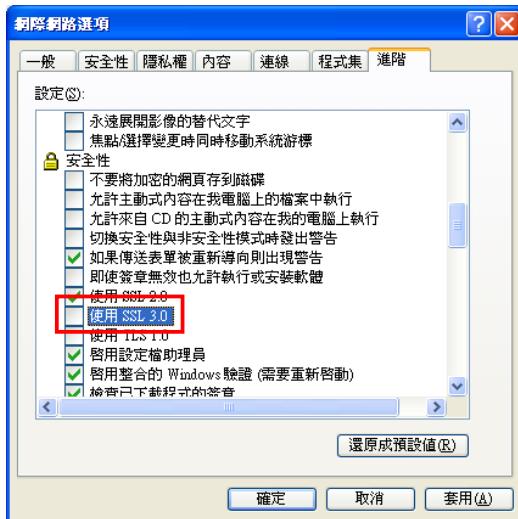 網際網路選項
一般 安全性 隱私權 內容 連線 程式集 進階
設定(S):
永遠展開影像的替代文字
焦點/選擇變更時同時移動系統游標
安全性
不要將加密的網頁存到磁碟
允許主動式內容在我電腦上的檔案中執行
允許來自 CD 的主動式內容在我的電腦上執行
切換安全性與非安全性模式時發出警告
如果傳送表單被重新導向則出現警告
即使簽章無效也允許執行或安裝軟體
使用 SSL 2.0
使用 SSL 3.0
使用 TLS 1.0
啓用設定檔助理員
啓用整合的 Windows 驗證 (需要重新啓動)
檢查已下載程式的簽章
還原成預設值(R)
確定 取消 套用(A)